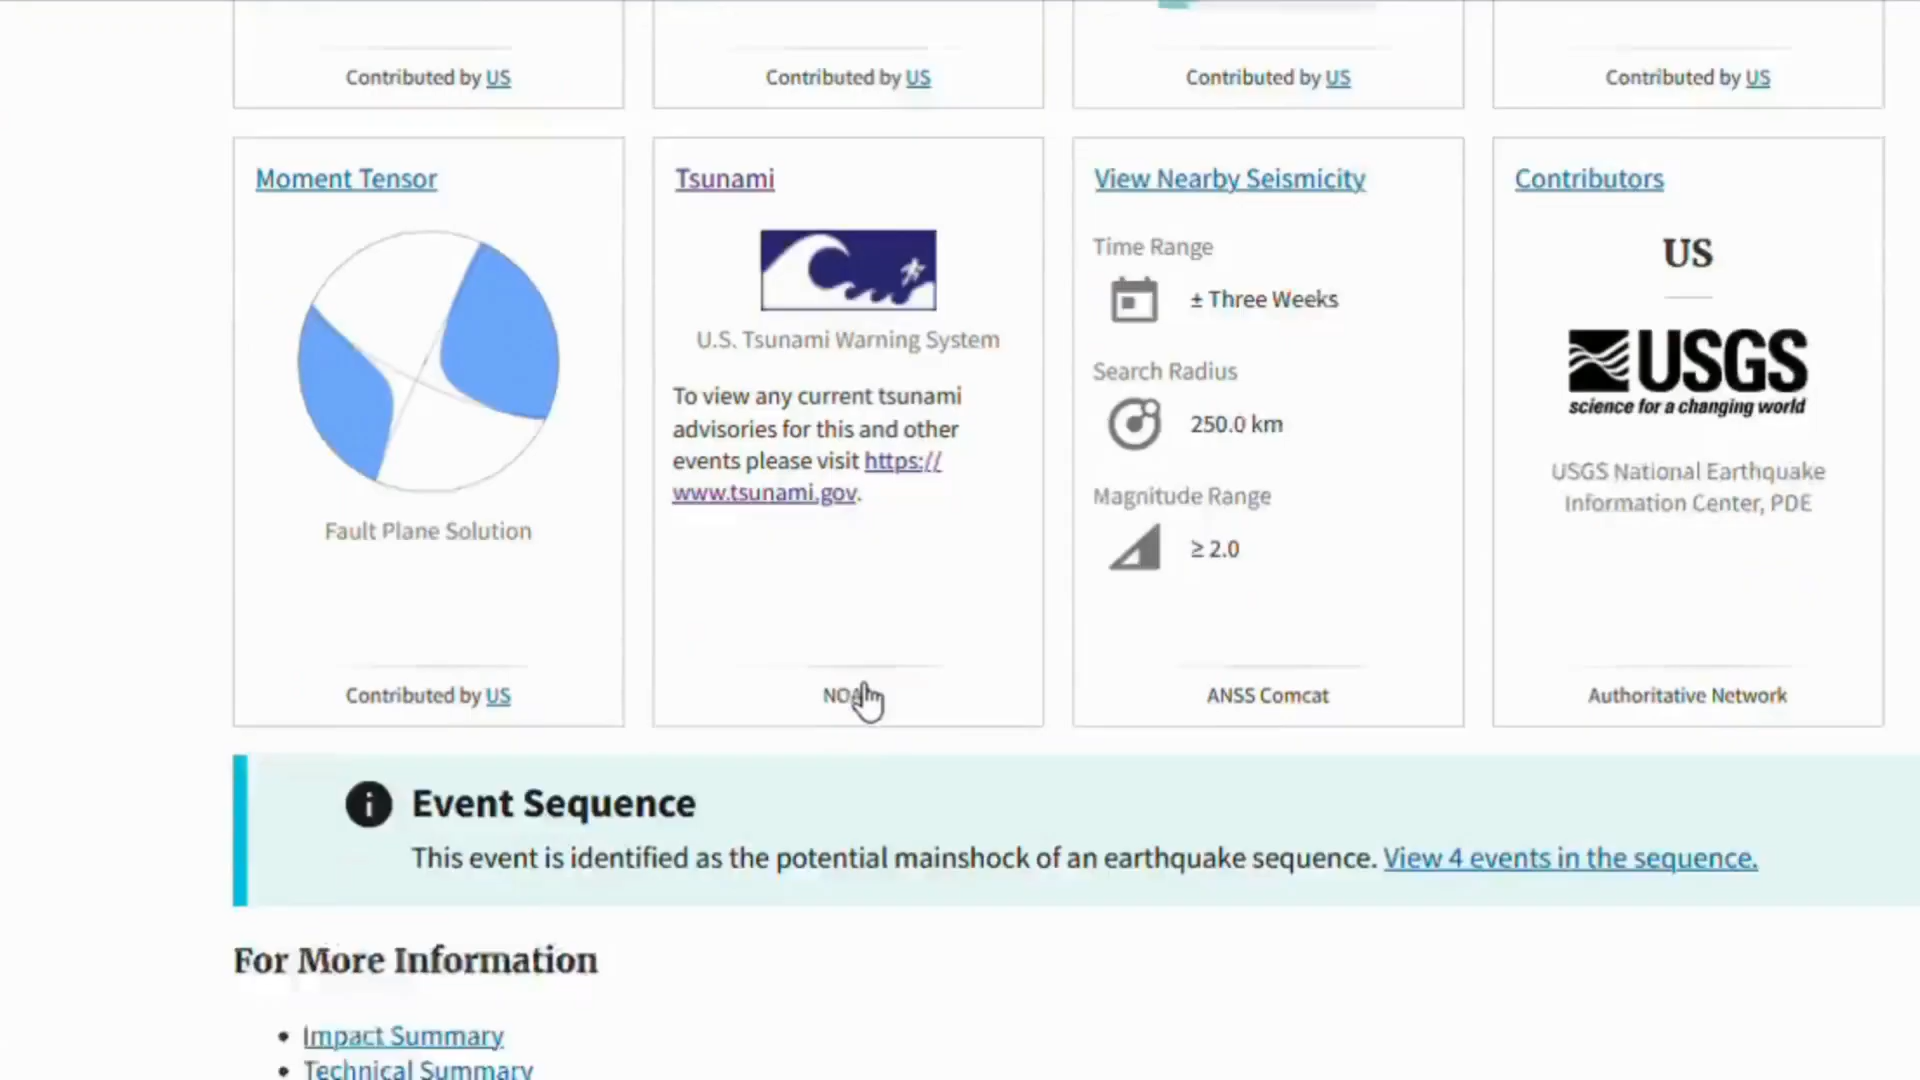 Contributed by US
Contributed by US
Contributed by US
Contributed by US
Moment Tensor
Fault Plane Solution
Contributed by US
Tsunami
U.S. Tsunami Warning System
To view any current tsunami
advisories for this and other
events please visit https://
www.tsunami.gov.
View Nearby Seismicity
Time Range
± Three Weeks
Search Radius
250.0 km
Magnitude Range
≥ 2.0
ANSS Comcat
Contributors
US
USGS
science for a changing world
USGS National Earthquake
Information Center, PDE
Authoritative Network
Event Sequence
This event is identified as the potential mainshock of an earthquake sequence. View 4 events in the sequence.
For More Information
• Impact Summary
• Technical Summary